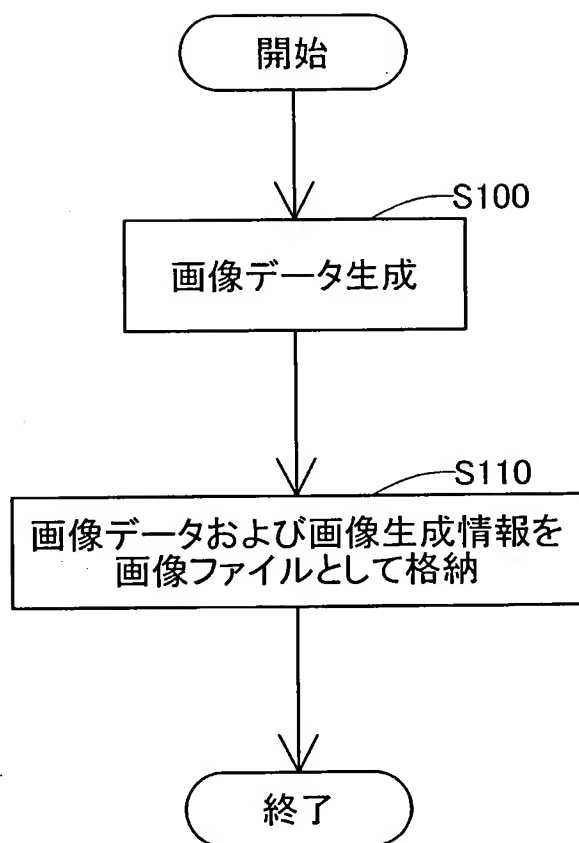 開始
S100
画像データ生成
S110
画像データおよび画像生成情報を
画像ファイルとして格納
終了